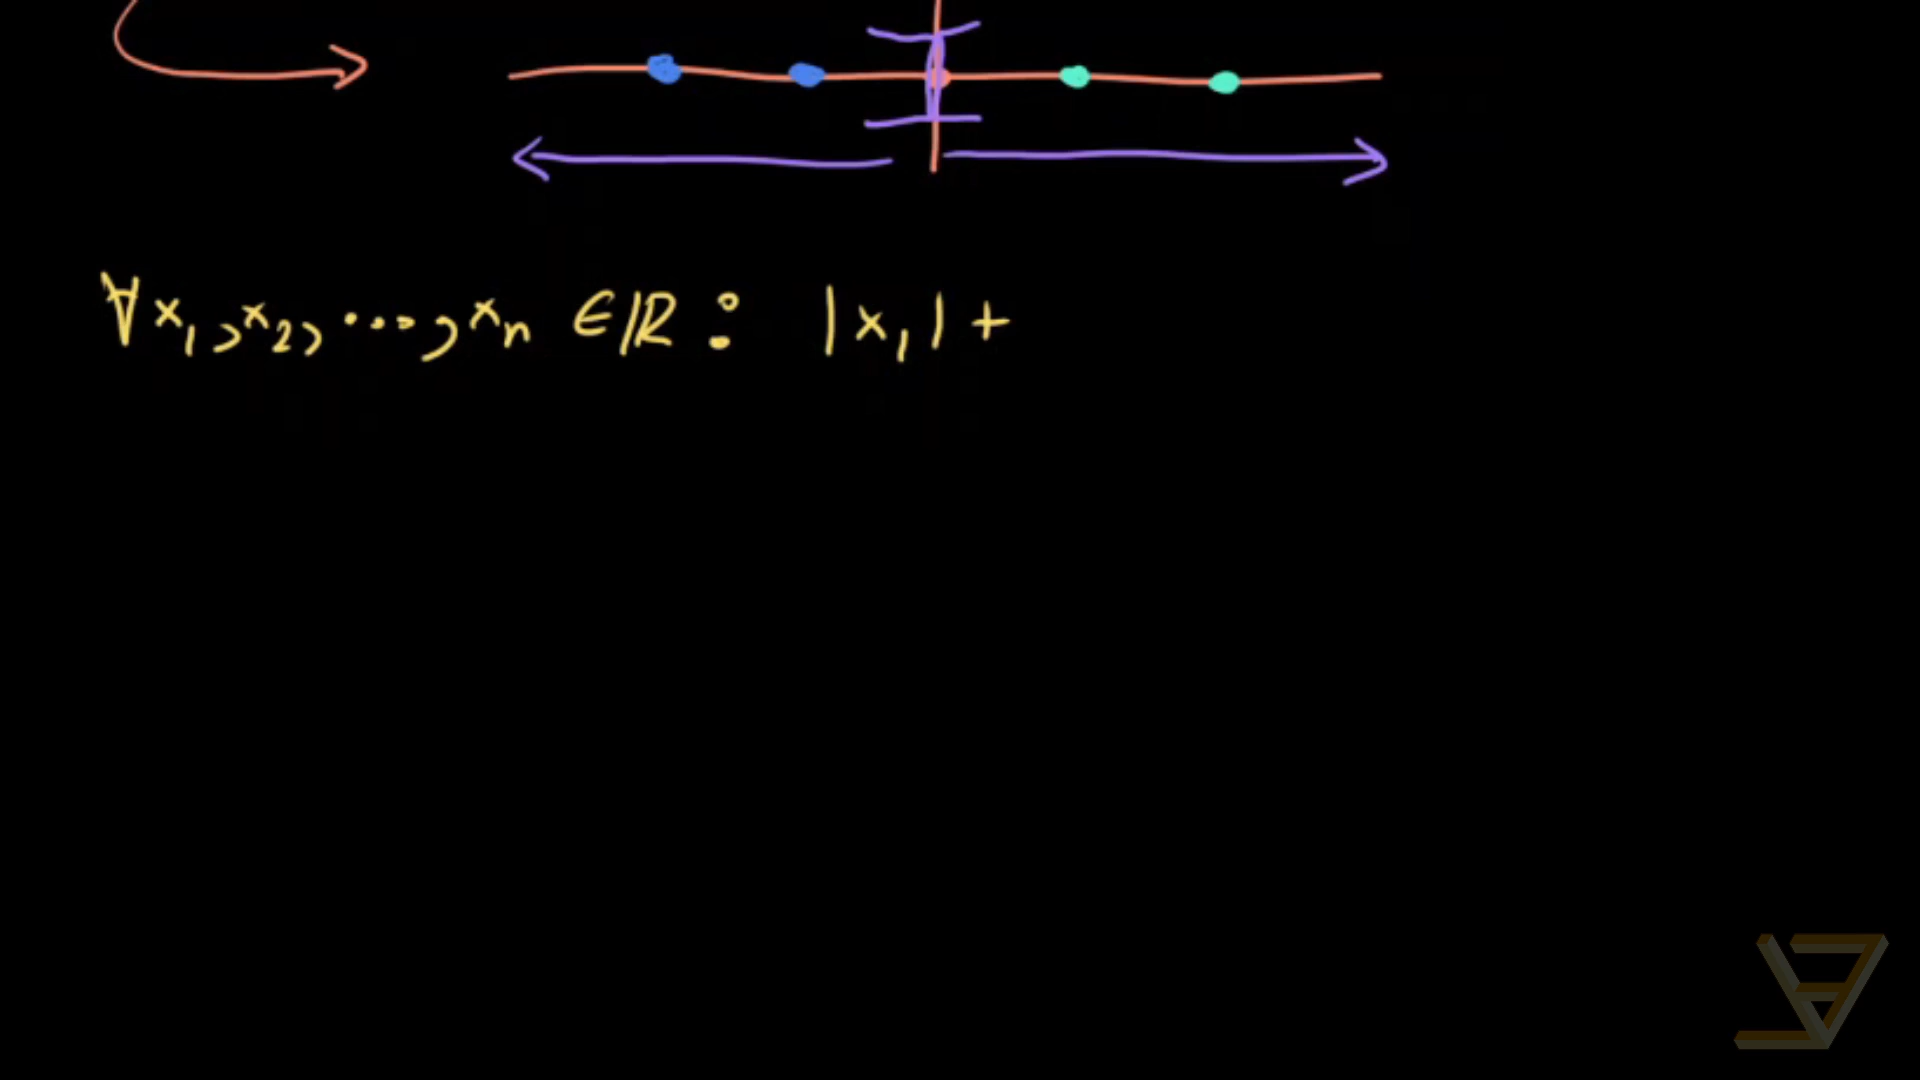 ∀x₁,x₂,...,xₙ ∈ℝ: |x₁| +